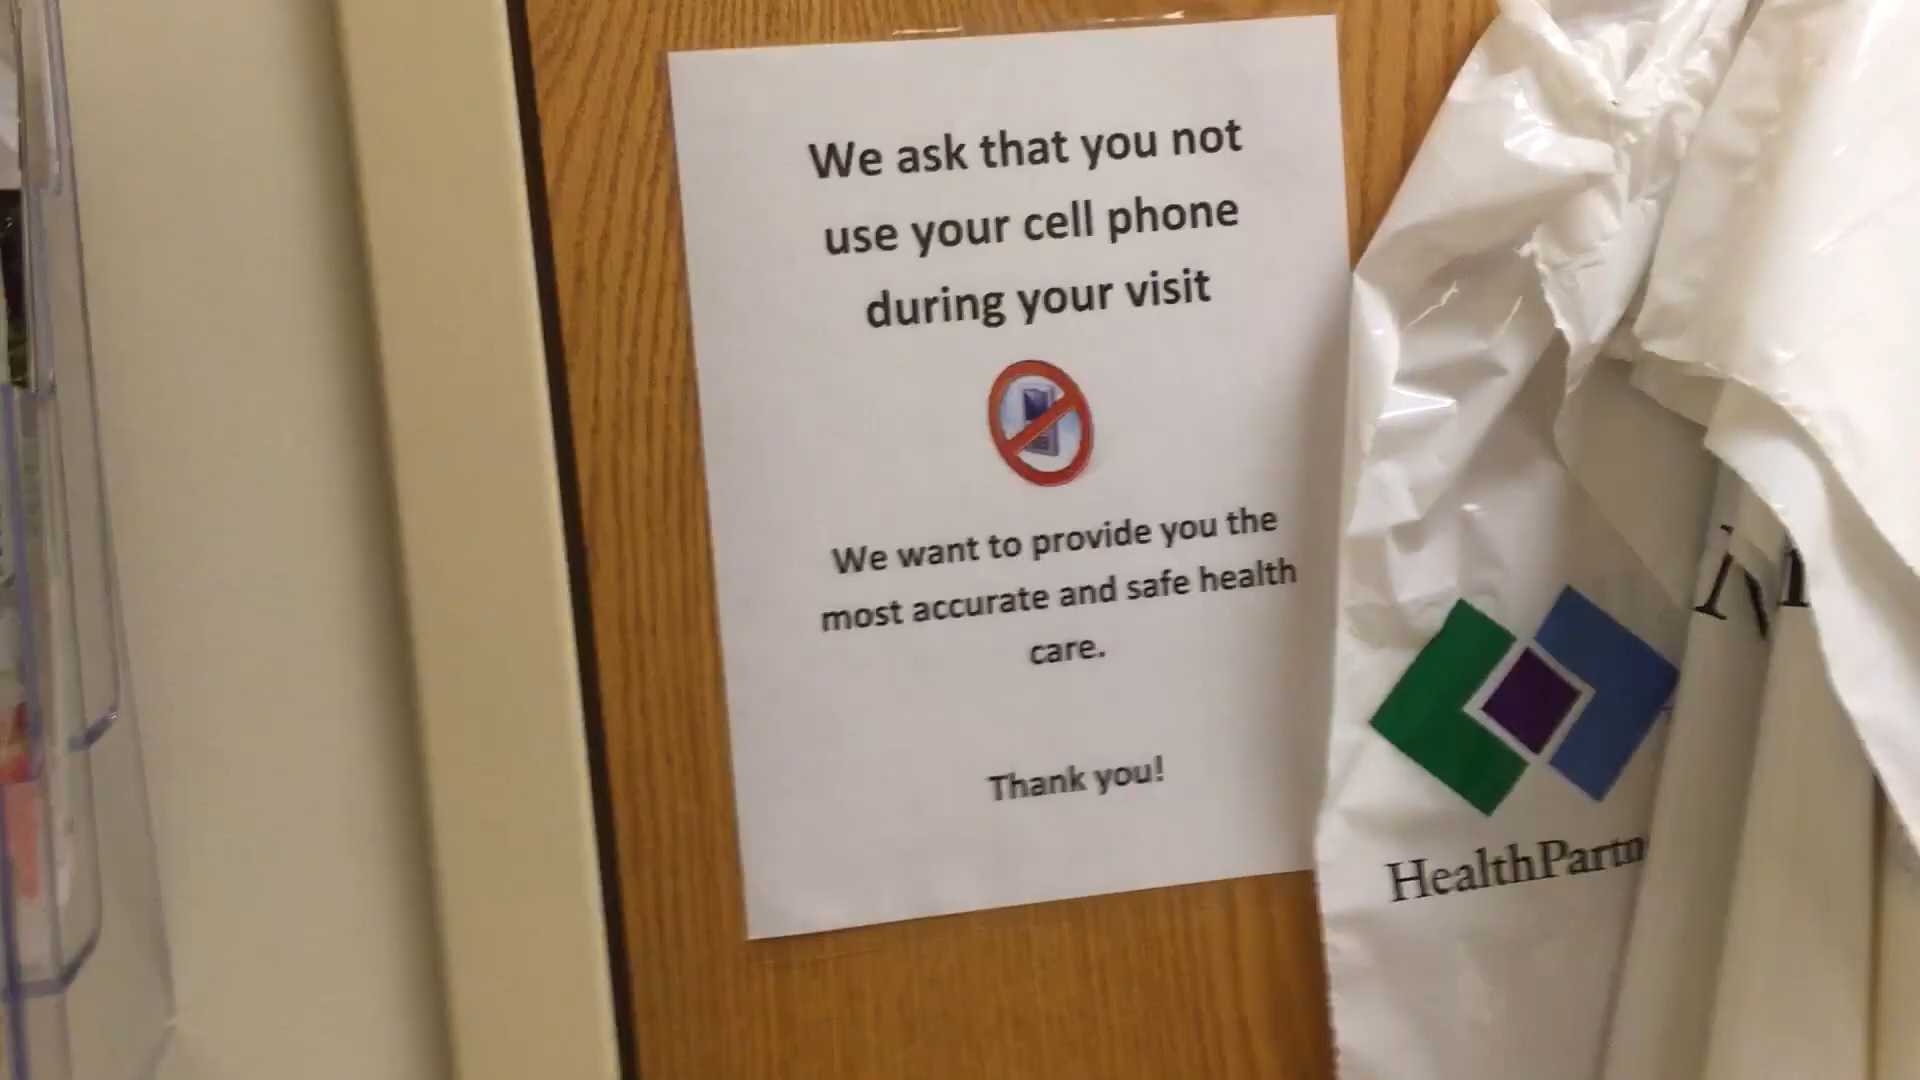 We ask that you not
use your cell phone
during your visit
We want to provide you the
most accurate and safe health
care.
Thank you!
HealthPartn